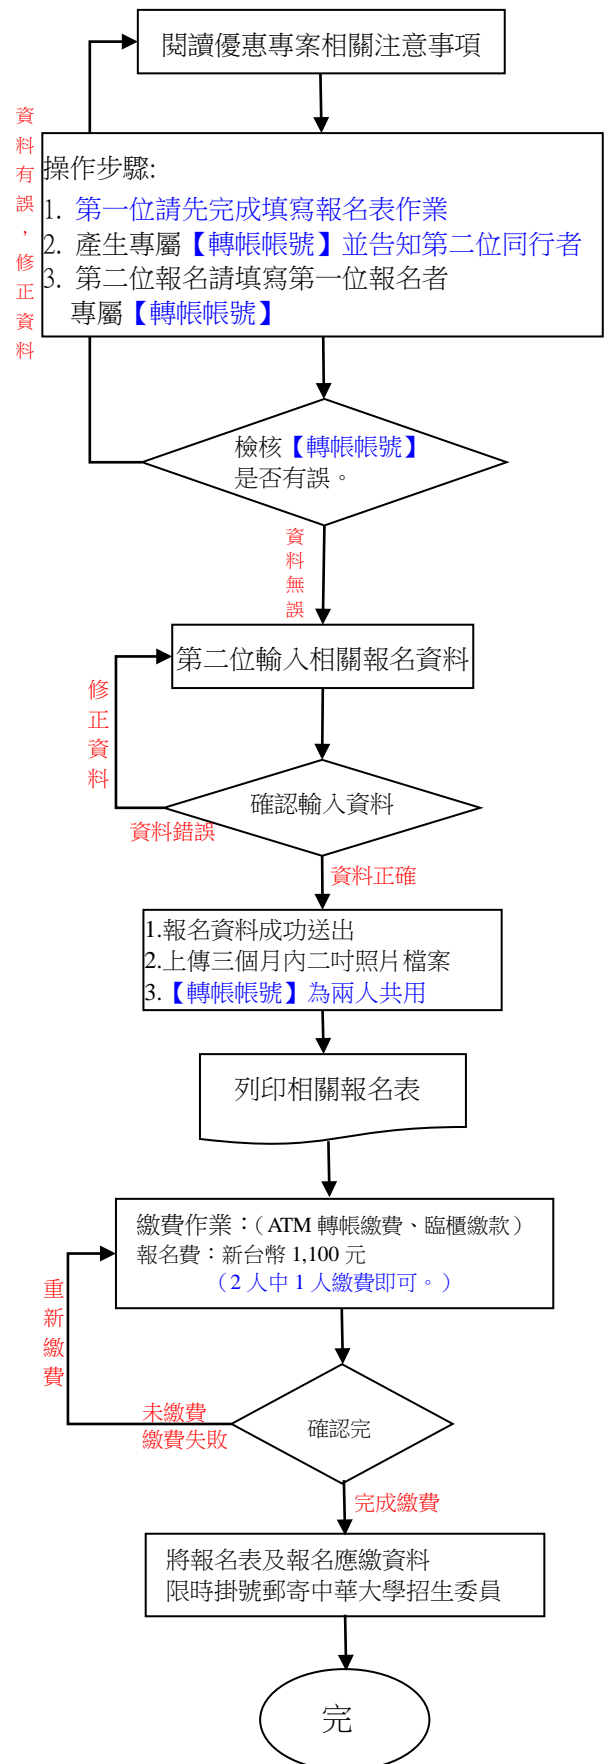 閱讀優惠專案相關注意事項
資料有誤，修正資料
操作步驟:
1. 第一位請先完成填寫報名表作業
2. 產生專屬【轉帳帳號】並告知第二位同行者
3. 第二位報名請填寫第一位報名者
專屬【轉帳帳號】
檢核【轉帳帳號】
是否有誤。
資料無誤
第二位輸入相關報名資料
修正資料
確認輸入資料
資料錯誤
資料正確
1.報名資料成功送出
2.上傳三個月內二吋照片檔案
3.【轉帳帳號】為兩人共用
列印相關報名表
繳費作業：（ATM 轉帳繳費、臨櫃繳款）
報名費：新台幣 1,100 元
（2 人中 1 人繳費即可。）
重新繳費
未繳費
繳費失敗
確認完
完成繳費
將報名表及報名應繳資料
限時掛號郵寄中華大學招生委員
完